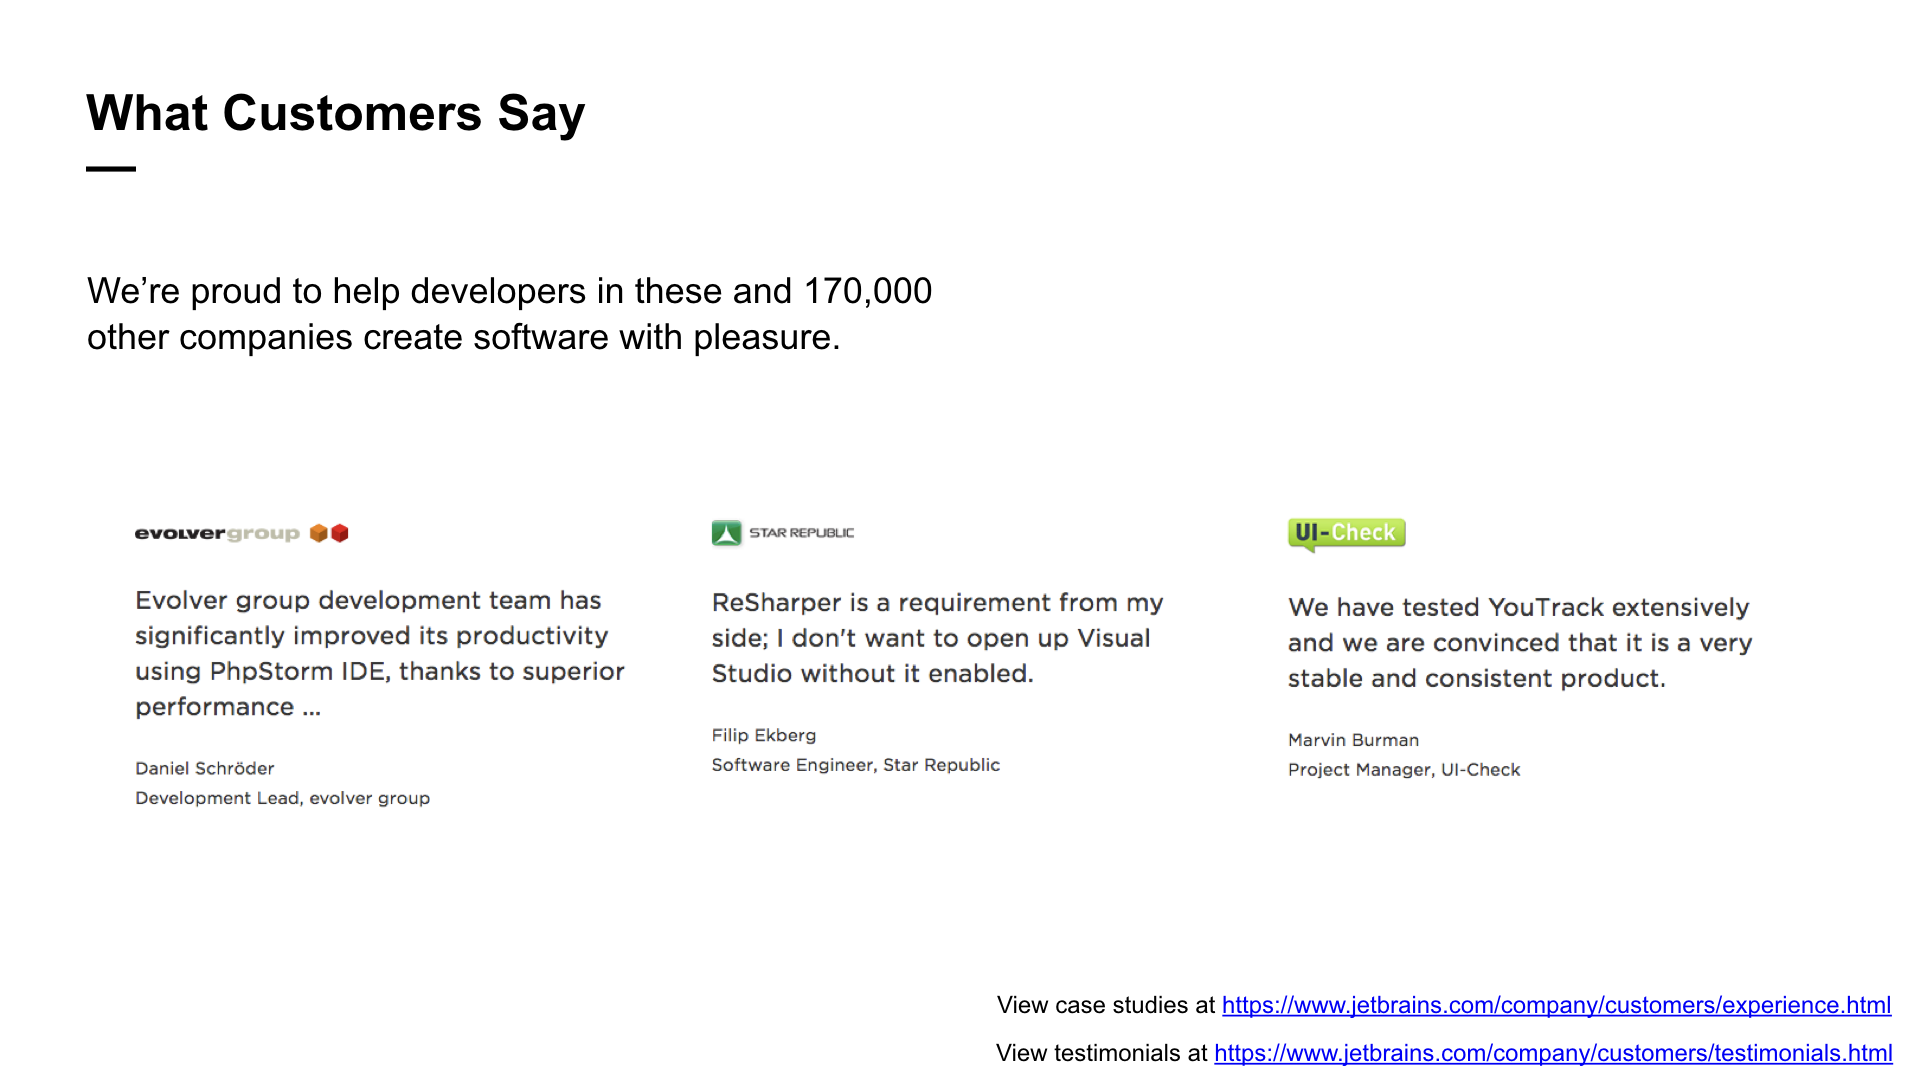 What Customers Say
We’re proud to help developers in these and 170,000
other companies create software with pleasure.
evolvergroup
Evolver group development team has
significantly improved its productivity
using PhpStorm IDE, thanks to superior
performance ...
Daniel Schröder
Development Lead, evolver group
STAR REPUBLIC
ReSharper is a requirement from my
side; I don't want to open up Visual
Studio without it enabled.
Filip Ekberg
Software Engineer, Star Republic
UI-Check
We have tested YouTrack extensively
and we are convinced that it is a very
stable and consistent product.
Marvin Burman
Project Manager, UI-Check
View case studies at https://www.jetbrains.com/company/customers/experience.html
View testimonials at https://www.jetbrains.com/company/customers/testimonials.html